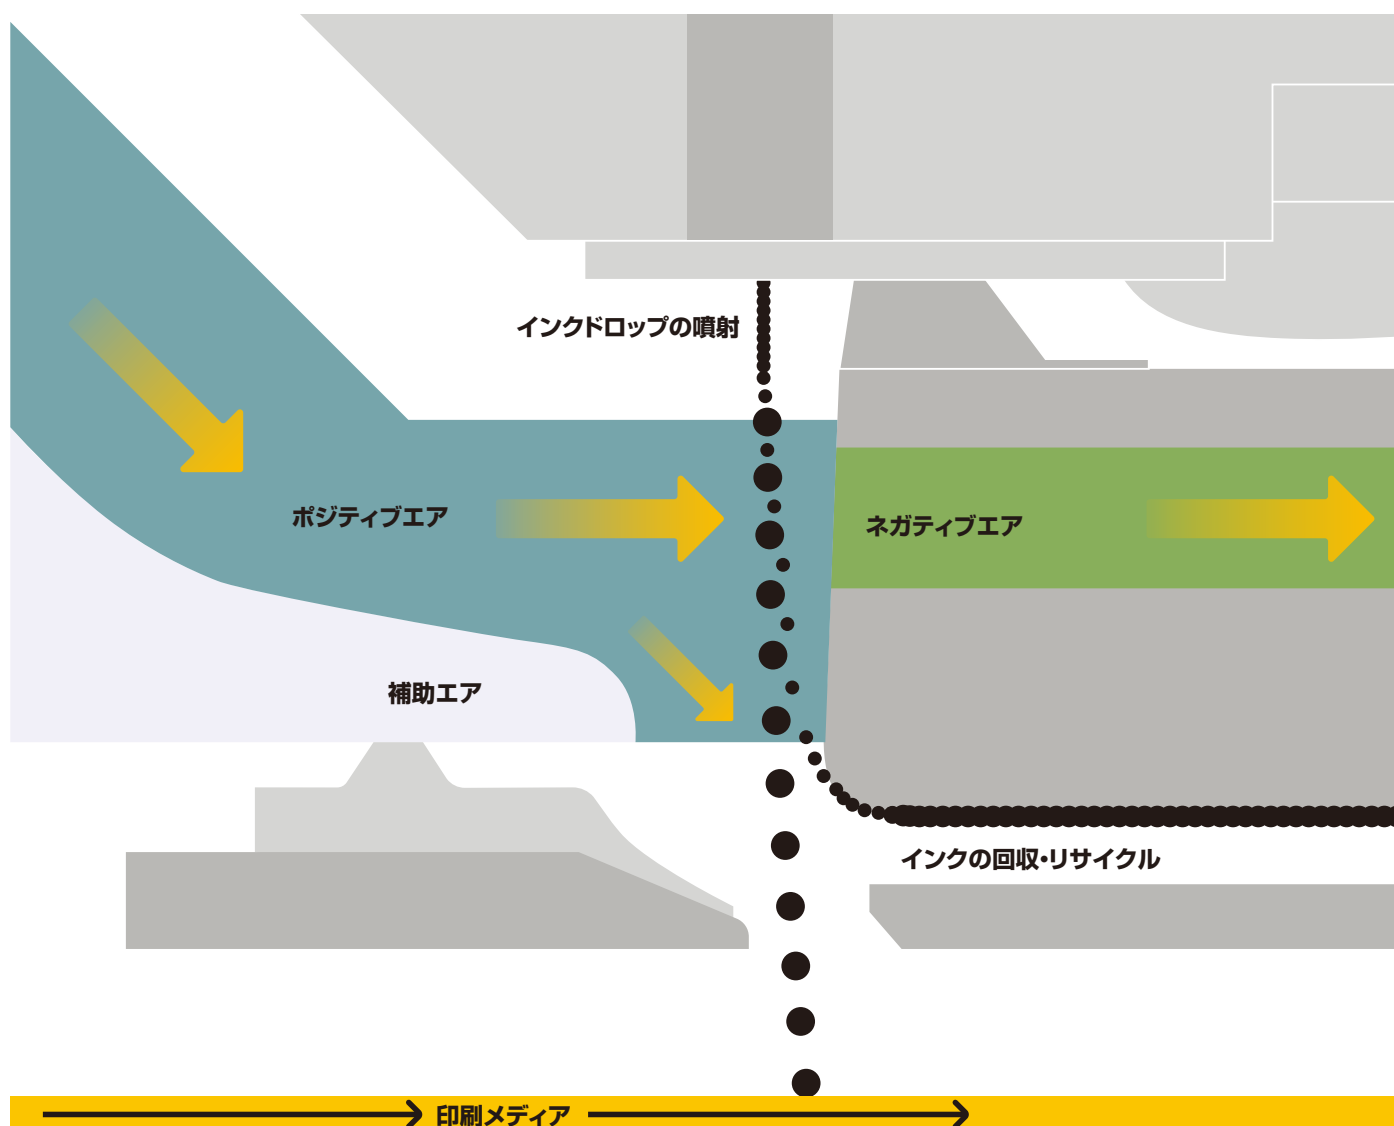 インクドロップの噴射
ポジティブエア
ネガティブエア
補助エア
インクの回収・リサイクル
印刷メディア